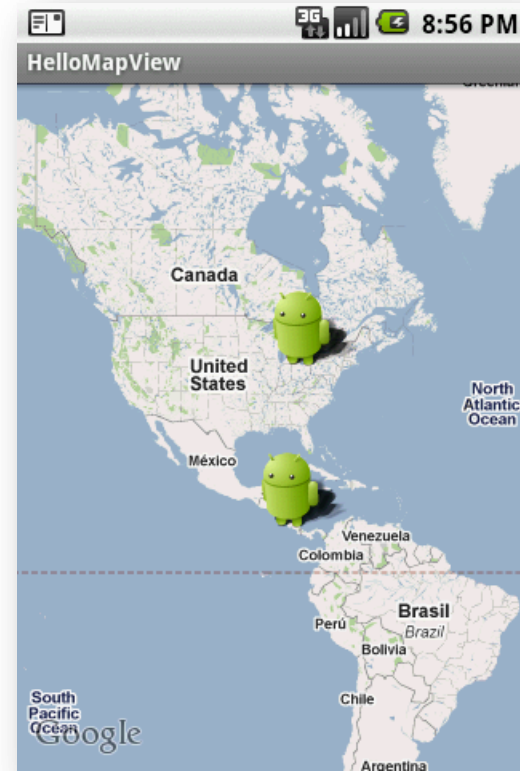 3G 8:56 PM
HelloMapView
Canada
United
States
North
Atlantic
Ocean
México
Venezuela
Colombia
Perú
Brasil
Brazil
Bolivia
South
Pacific
Ocean
Chile
Google
Argentina